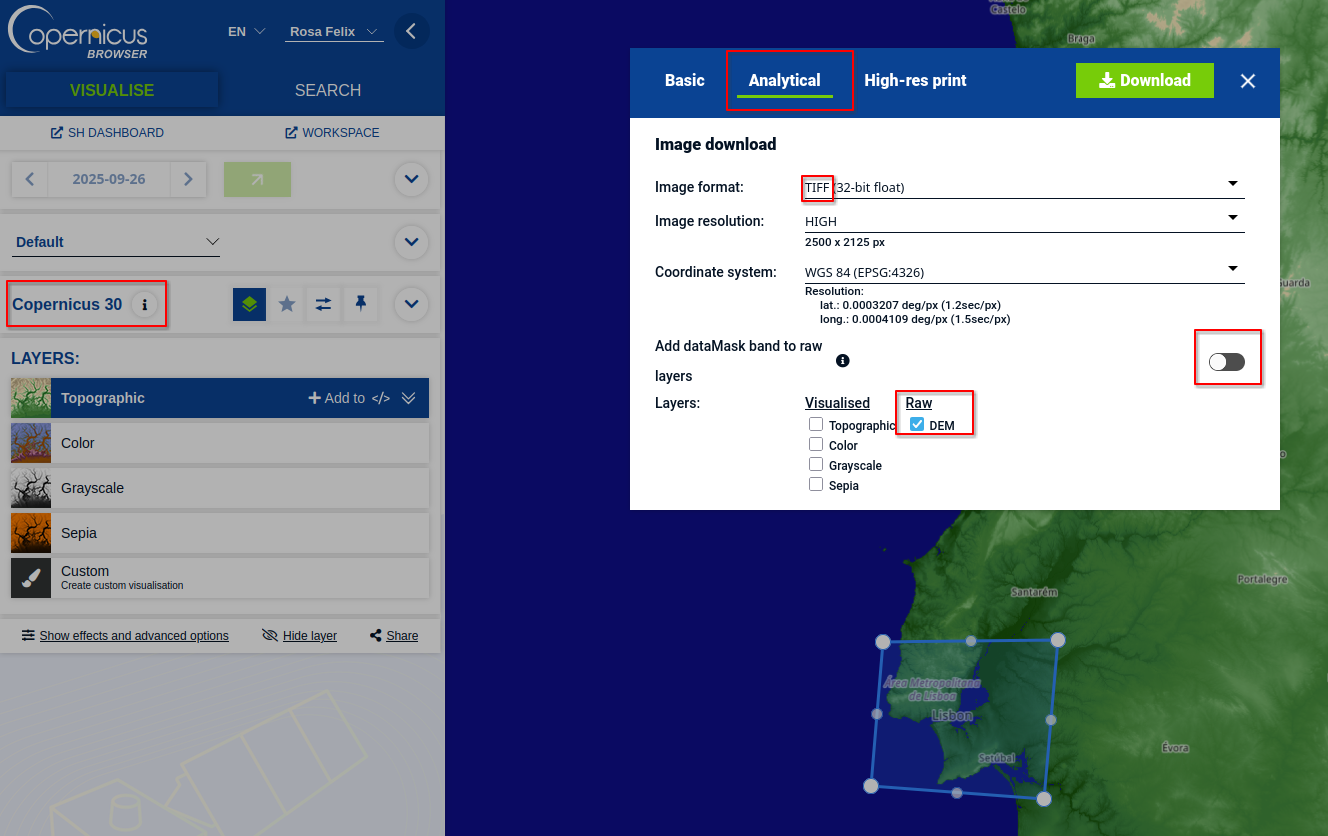 Copernicus
BROWSER
EN
Rosa Felix
VISUALISE
SEARCH
SH DASHBOARD
WORKSPACE
2025-09-26
Default
Copernicus 30
LAYERS:
Topographic
Add to </>
Color
Grayscale
Sepia
Custom
Create custom visualisation
Show effects and advanced options
Hide layer
Share
Basic
Analytical
High-res print
Download
Image download
Image format:
TIFF (32-bit float)
Image resolution:
HIGH
2500 x 2125 px
Coordinate system:
WGS 84 (EPSG:4326)
Resolution:
lat.: 0.0003207 deg/px (1.2sec/px)
long.: 0.0004109 deg/px (1.5sec/px)
Add dataMask band to raw
layers
Layers:
Visualised
Raw
Topographic
DEM
Color
Grayscale
Sepia
Castelo
Braga
Guarda
Portalegre
Santarém
Área Metropolitana
de Lisboa
Lisbon
Setúbal
Évora